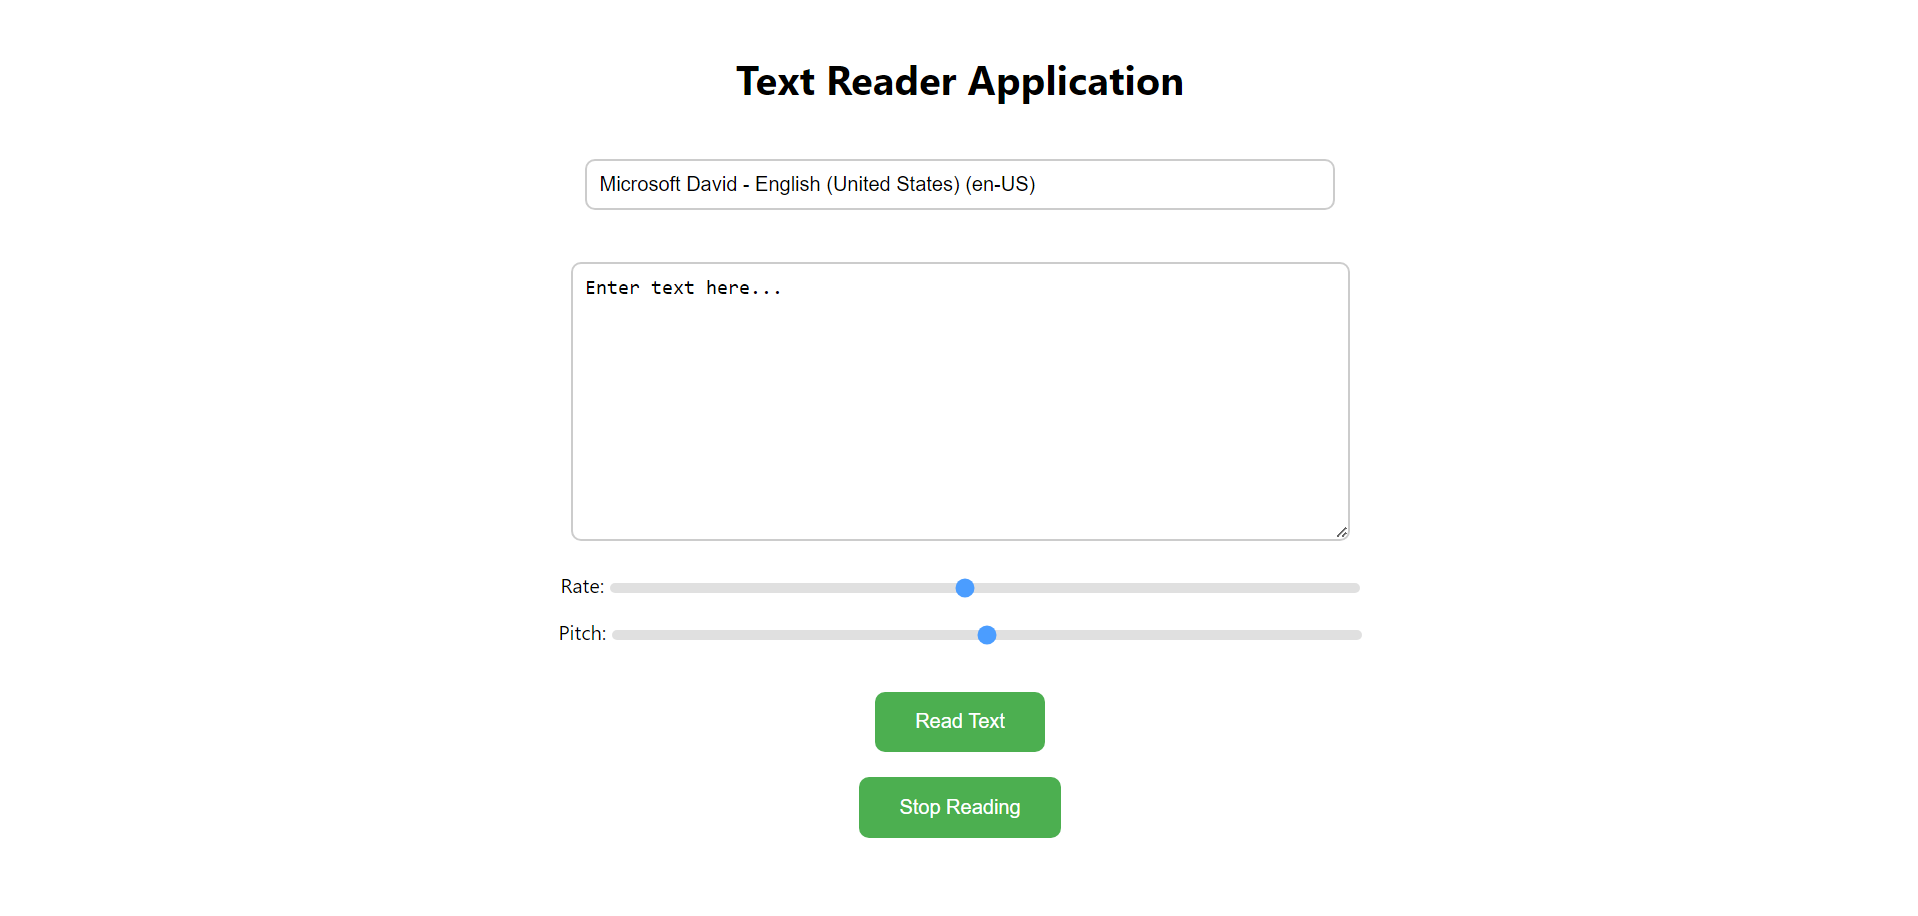 Text Reader Application
Microsoft David - English (United States) (en-US)
Enter text here...
Rate:
Pitch:
Read Text
Stop Reading